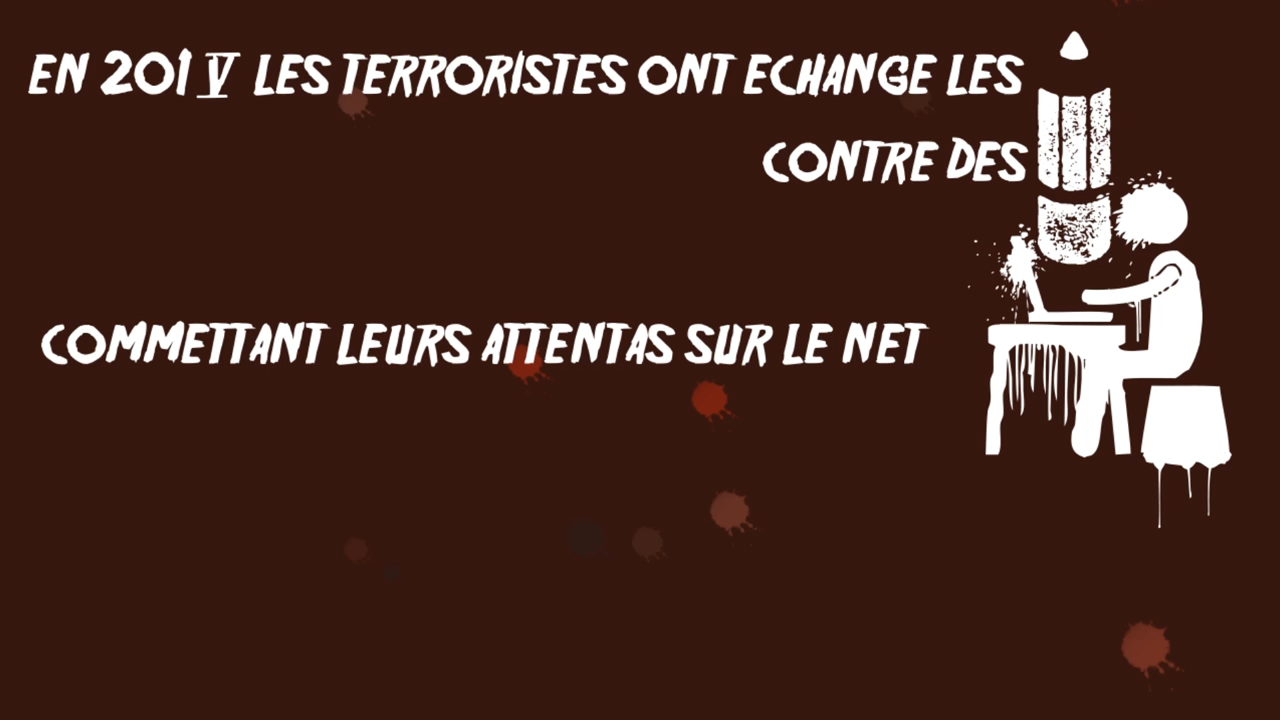 EN 201V LES TERRORISTES ONT ECHANGE LES
CONTRE DES
COMMETTANT LEURS ATTENTAS SUR LE NET